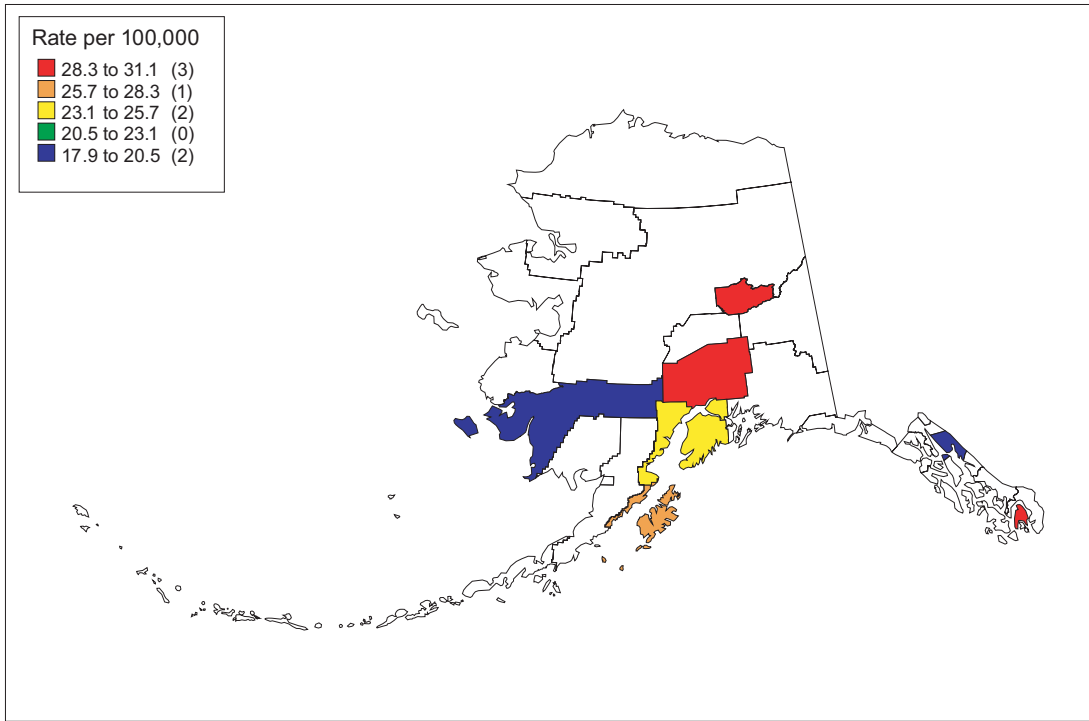 Rate per 100,000
28.3 to 31.1 (3)
25.7 to 28.3 (1)
23.1 to 25.7 (2)
20.5 to 23.1 (0)
17.9 to 20.5 (2)